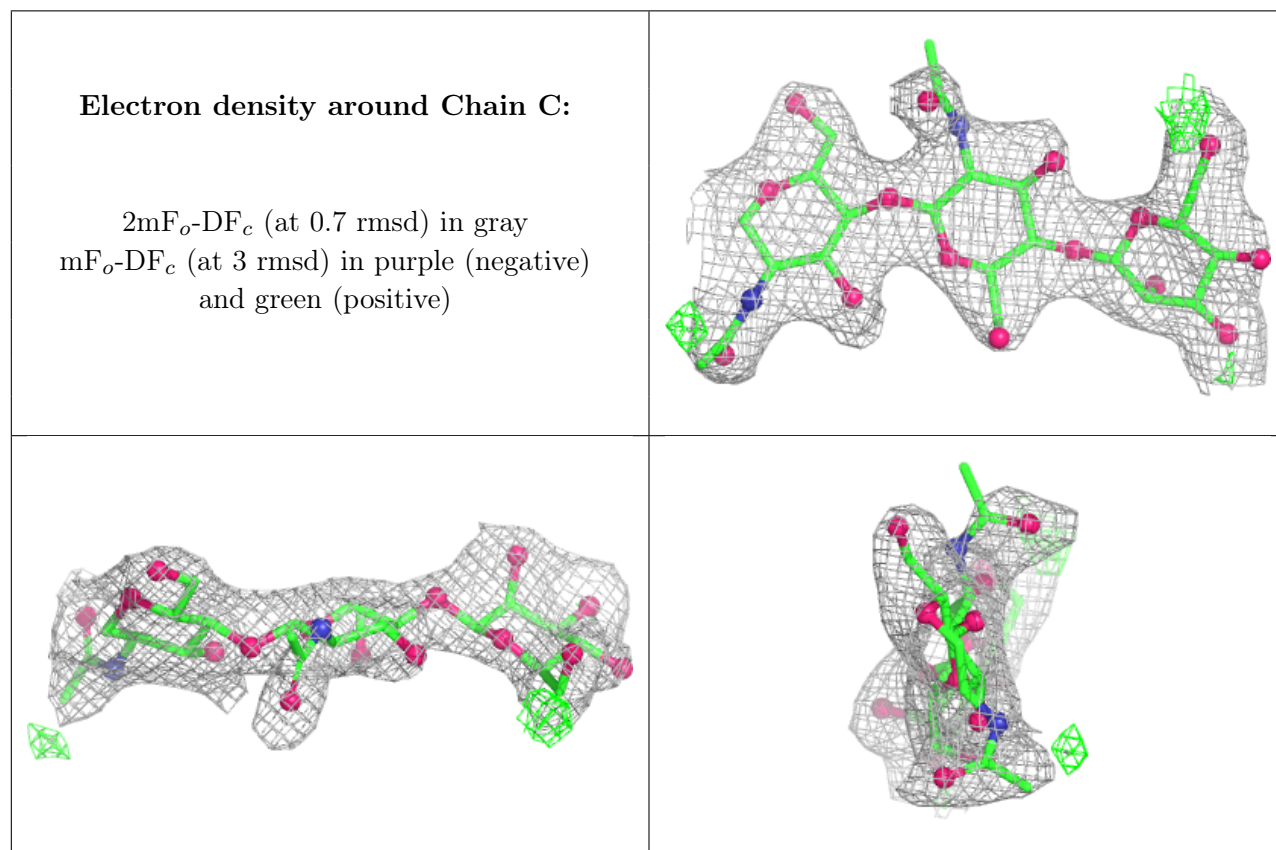 Electron density around Chain C:
2mFo-DFc (at 0.7 rmsd) in gray
mFo-DFc (at 3 rmsd) in purple (negative)
and green (positive)